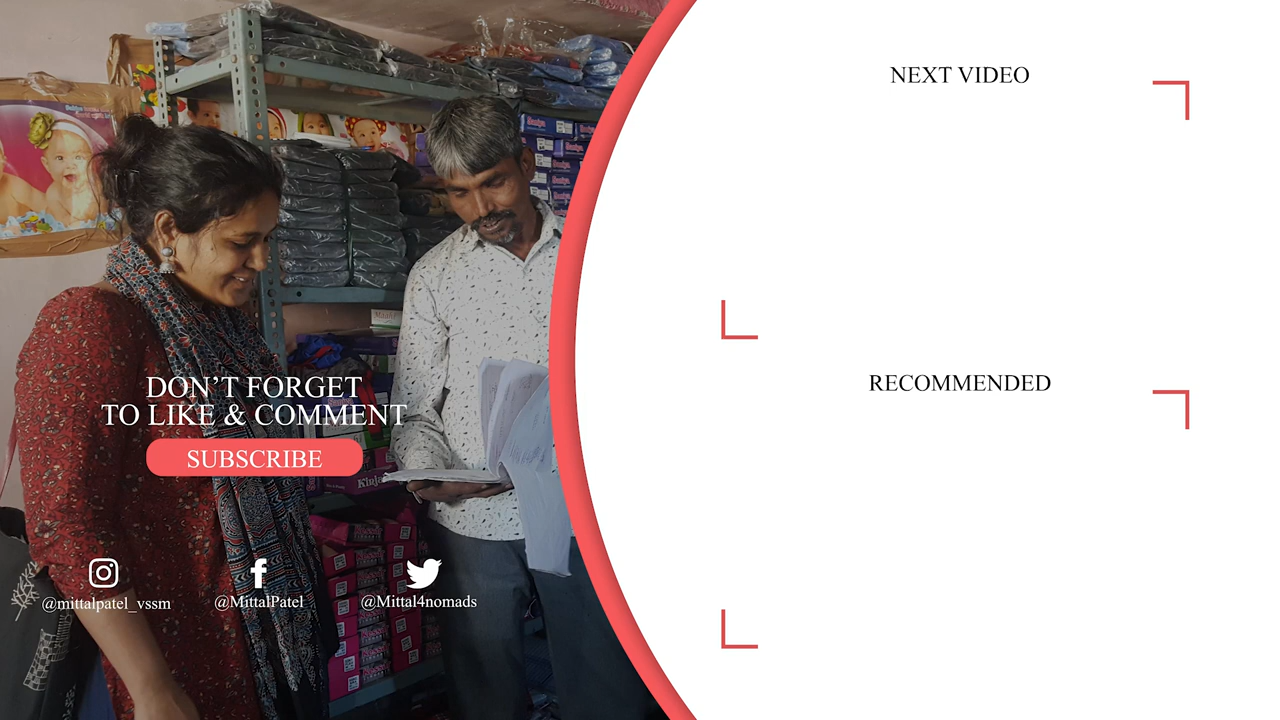 DON'T FORGET
TO LIKE & COMMENT
SUBSCRIBE
@mittalpatel_vssm
@MittalPatel
@Mittal4nomads
NEXT VIDEO
RECOMMENDED